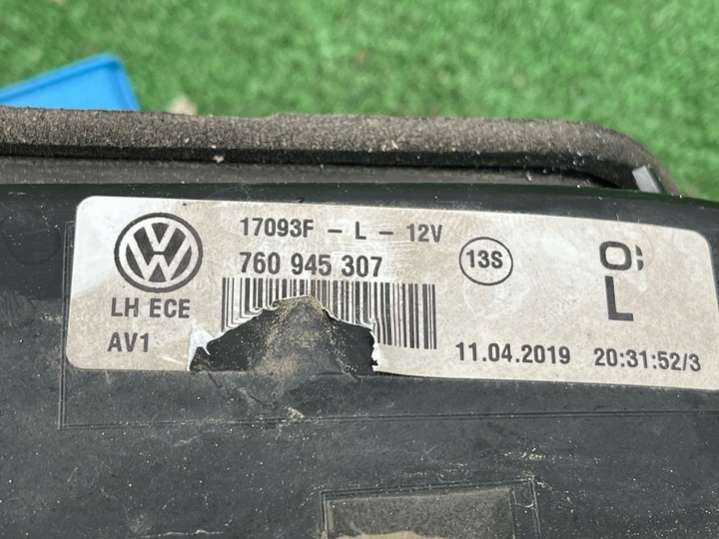 17093F - L - 12V
760 945 307
13S
LH ECE
AV1
L
11.04.2019 20:31:52/3